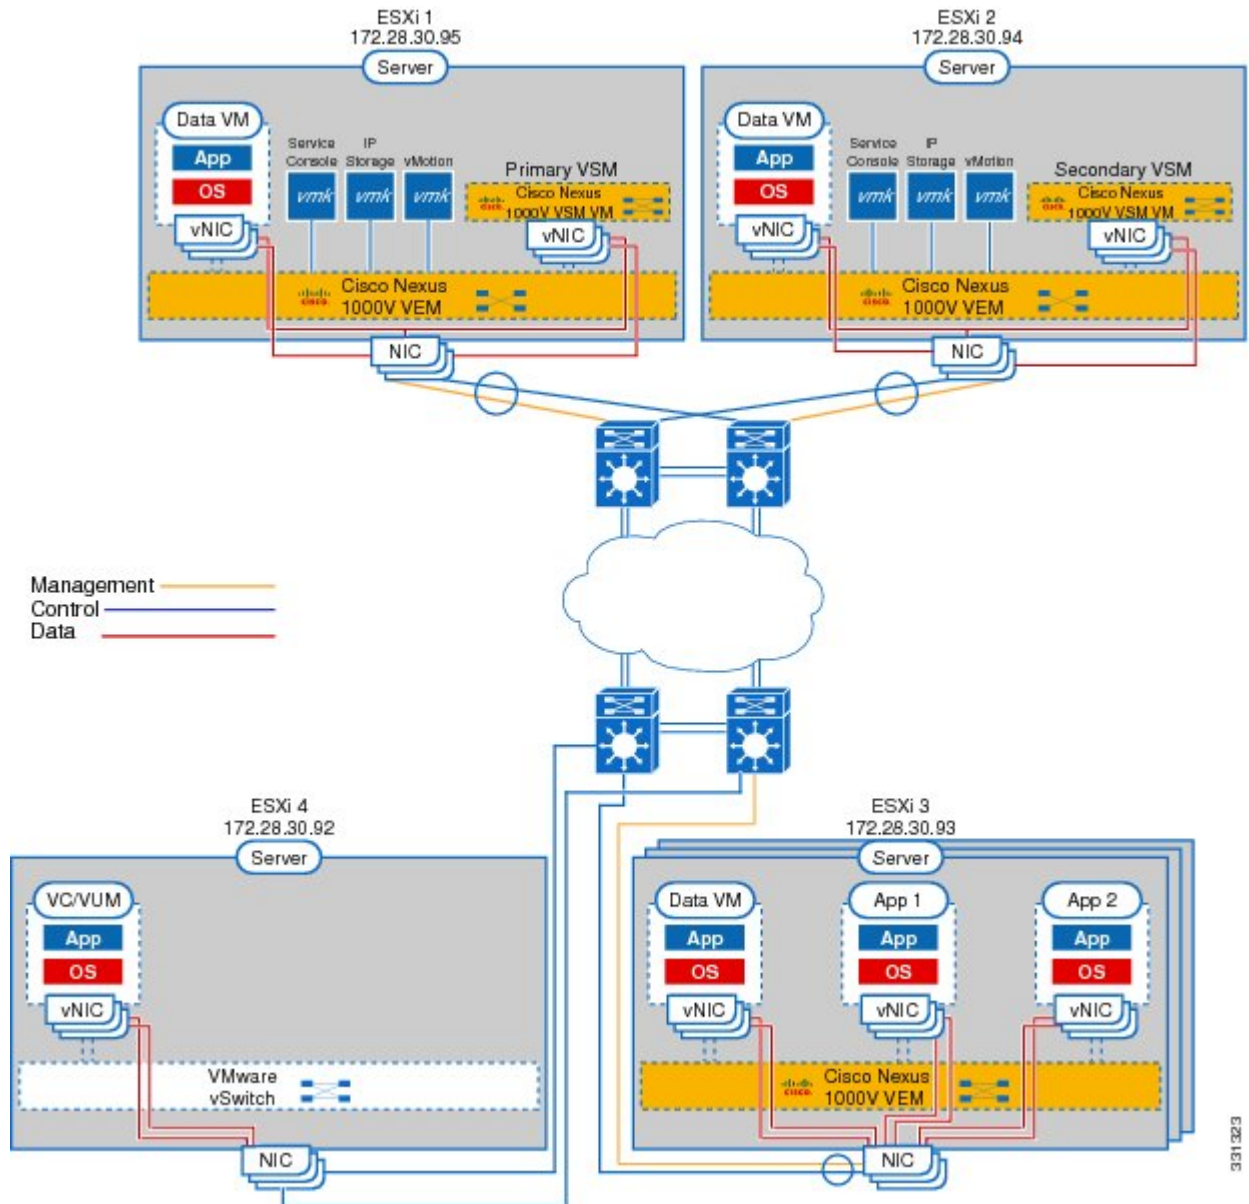 ESXi 1
172.28.30.95
Server
ESXi 2
172.28.30.94
Server
Data VM
App
OS
vNIC
Service
Console
IP
Storage
vMotion
vmk
vmk
vmk
Primary VSM
Cisco Nexus
1000V VSM VM
CISCO
vNIC
CISCO
Cisco Nexus
1000V VEM
NIC
Data VM
App
OS
vNIC
Service
Console
IP
Storage
vMotion
vmk
vmk
vmk
Secondary VSM
Cisco Nexus
1000V VSM VM
CISCO
vNIC
CISCO
Cisco Nexus
1000V VEM
NIC
Management
Control
Data
ESXi 4
172.28.30.92
Server
VC/VUM
App
OS
vNIC
VMware
vSwitch
NIC
ESXi 3
172.28.30.93
Server
Data VM
App
OS
vNIC
App 1
App
OS
vNIC
App 2
App
OS
vNIC
CISCO
Cisco Nexus
1000V VEM
NIC
331323